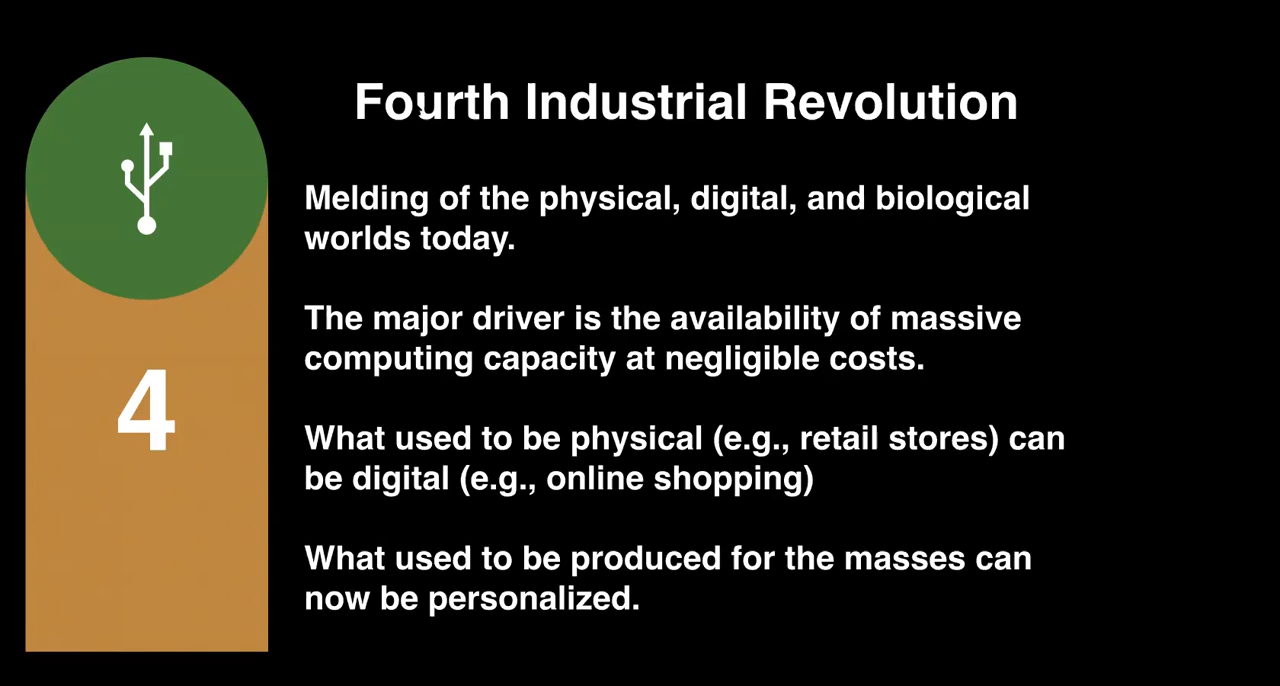 Fourth Industrial Revolution
Melding of the physical, digital, and biological
worlds today.
The major driver is the availability of massive
computing capacity at negligible costs.
4
What used to be physical (e.g., retail stores) can
be digital (e.g., online shopping)
What used to be produced for the masses can
now be personalized.